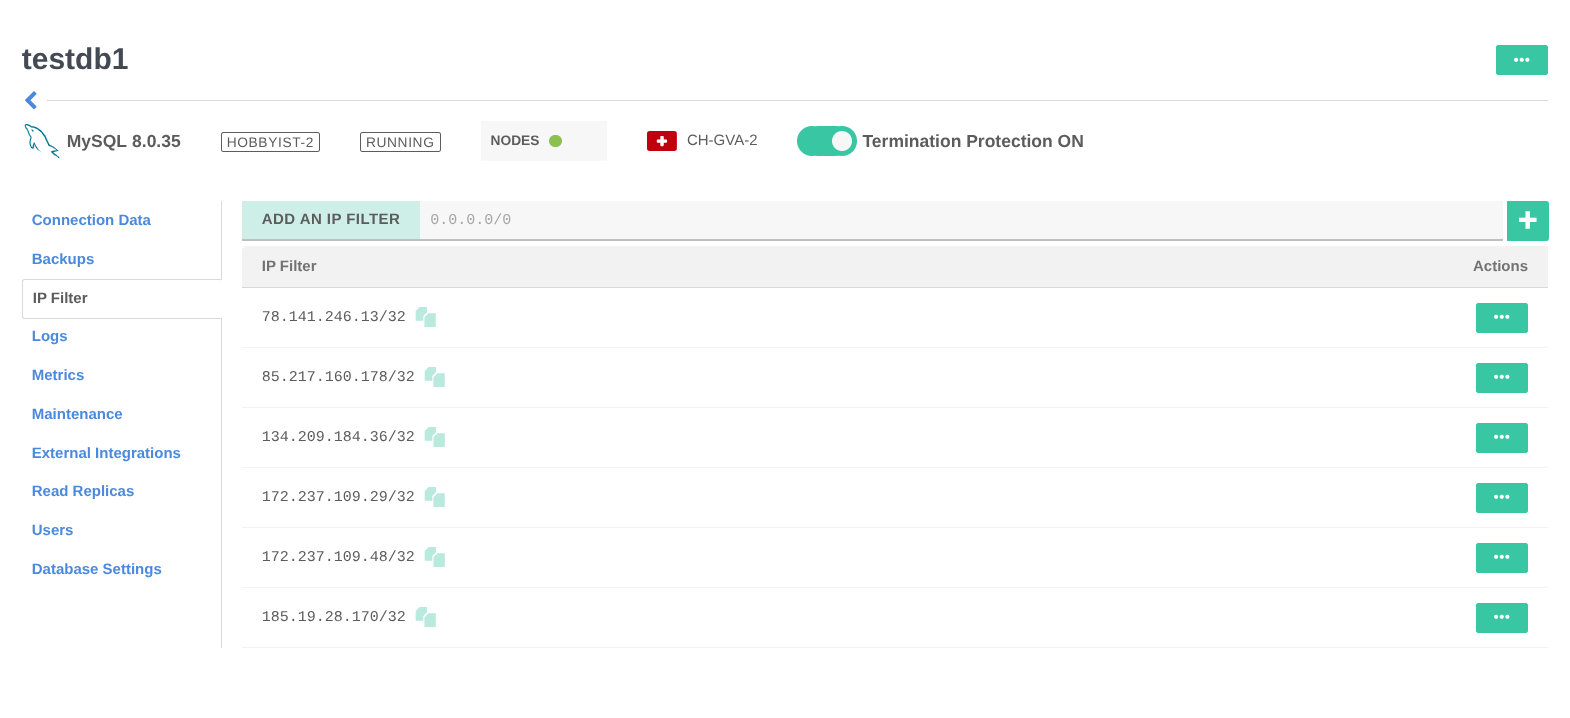 testdb1
MySQL 8.0.35
HOBBYIST-2
RUNNING
NODES
CH-GVA-2
Termination Protection ON
Connection Data
Backups
IP Filter
Logs
Metrics
Maintenance
External Integrations
Read Replicas
Users
Database Settings
ADD AN IP FILTER 0.0.0.0/0
IP Filter Actions
78.141.246.13/32
85.217.160.178/32
134.209.184.36/32
172.237.109.29/32
172.237.109.48/32
185.19.28.170/32